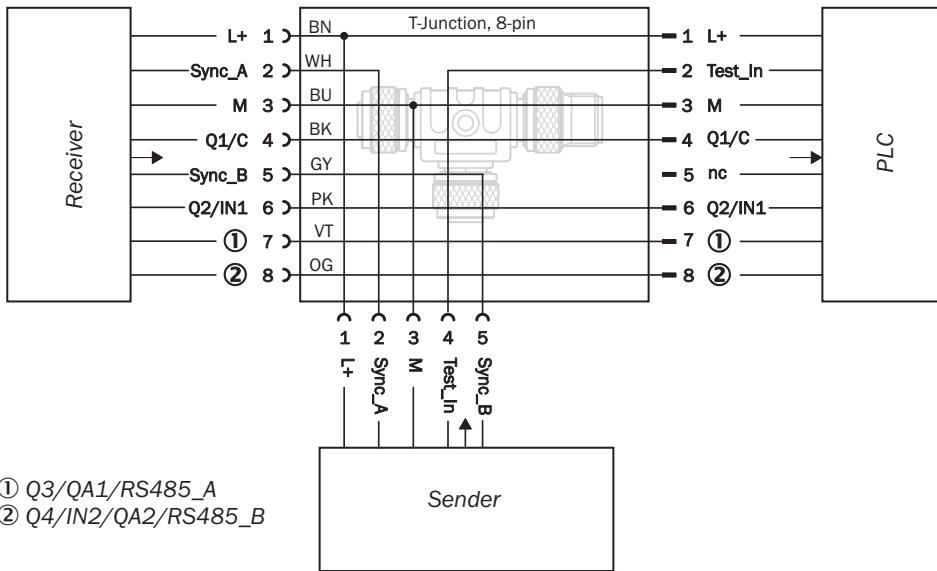 T-Junction, 8-pin
Receiver
L+ 1 BN 1 L+
Sync_A 2 WH 2 Test_In
M 3 BU 3 M
Q1/C 4 BK 4 Q1/C
Sync_B 5 GY 5 nc
Q2/IN1 6 PK 6 Q2/IN1
① 7 VT 7 ①
② 8 OG 8 ②
PLC
1 2 3 4 5
L+ Sync_A M Test_In Sync_B
Sender
① Q3/QA1/RS485_A
② Q4/IN2/QA2/RS485_B